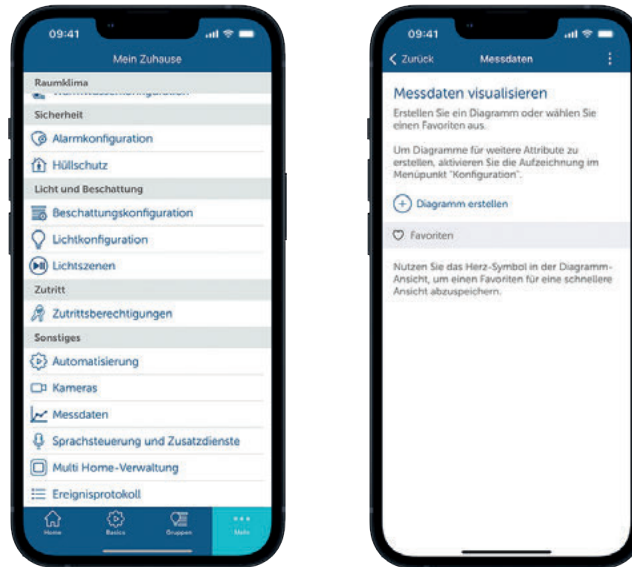 09:41
Mein Zuhause
Raumklima
Warmwasserkonfiguration
Sicherheit
Alarmkonfiguration
Hüllschutz
Licht und Beschattung
Beschattungskonfiguration
Lichtkonfiguration
Lichtszenen
Zutritt
Zutrittsberechtigungen
Sonstiges
Automatisierung
Kameras
Messdaten
Sprachsteuerung und Zusatzdienste
Multi Home-Verwaltung
Ereignisprotokoll
Home Basics Gruppen Mehr
09:41
Zurück Messdaten
Messdaten visualisieren
Erstellen Sie ein Diagramm oder wählen Sie
einen Favoriten aus.
Um Diagramme für weitere Attribute zu
erstellen, aktivieren Sie die Aufzeichnung im
Menüpunkt "Konfiguration".
Diagramm erstellen
Favoriten
Nutzen Sie das Herz-Symbol in der Diagramm-
Ansicht, um einen Favoriten für eine schnellere
Ansicht abzuspeichern.